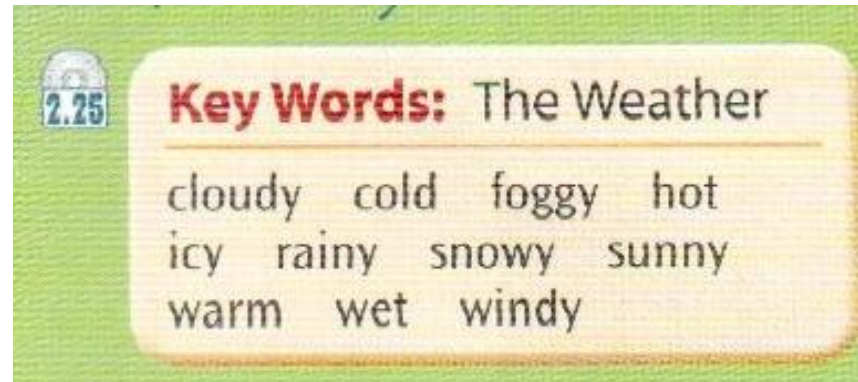 2.25
Key Words: The Weather
cloudy cold foggy hot
icy rainy snowy sunny
warm wet windy